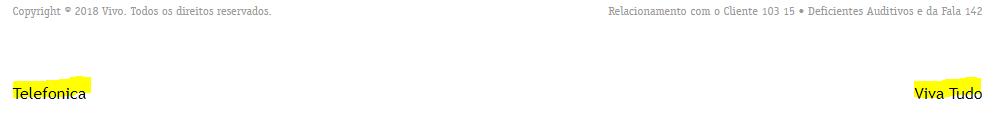 Copyright © 2018 Vivo. Todos os direitos reservados.
Relacionamento com o Cliente 103 15 • Deficientes Auditivos e da Fala 142
Telefonica
Viva Tudo